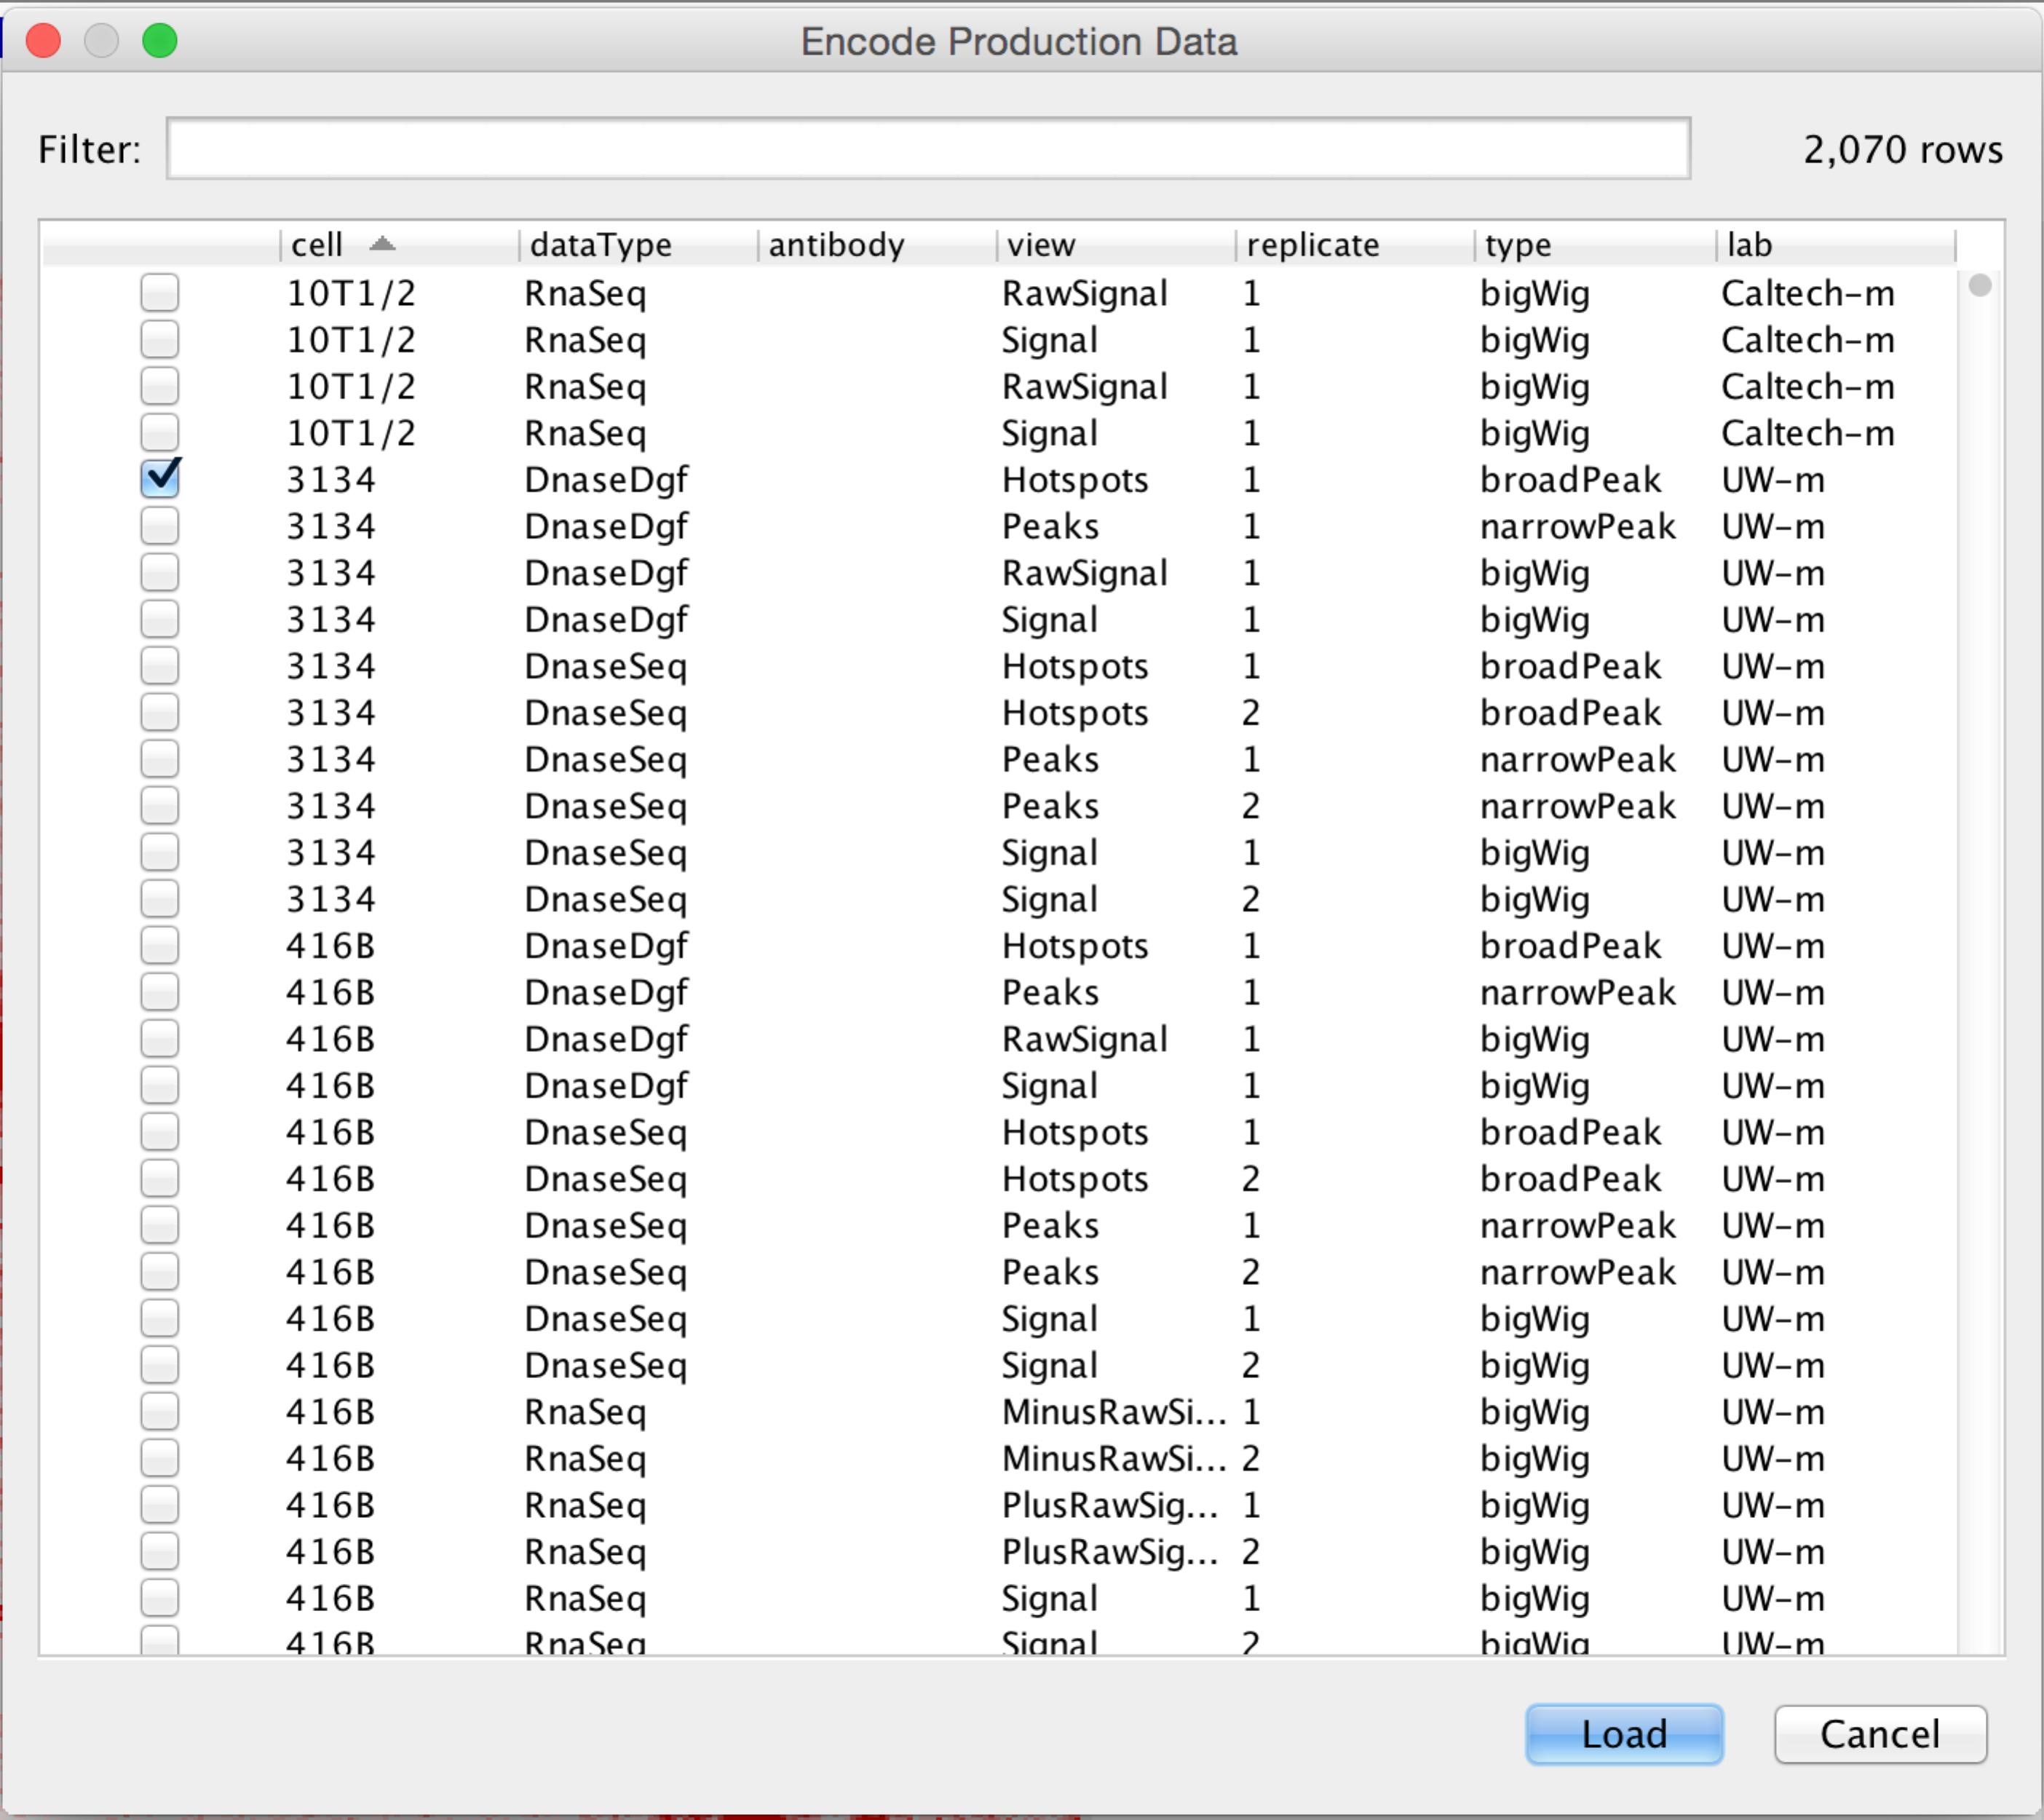 Encode Production Data
Filter: 2,070 rows
cell dataType antibody view replicate type lab
10T1/2 RnaSeq RawSignal 1 bigWig Caltech-m
10T1/2 RnaSeq Signal 1 bigWig Caltech-m
10T1/2 RnaSeq RawSignal 1 bigWig Caltech-m
10T1/2 RnaSeq Signal 1 bigWig Caltech-m
3134 DnaseDgf Hotspots 1 broadPeak UW-m
3134 DnaseDgf Peaks 1 narrowPeak UW-m
3134 DnaseDgf RawSignal 1 bigWig UW-m
3134 DnaseDgf Signal 1 bigWig UW-m
3134 DnaseSeq Hotspots 1 broadPeak UW-m
3134 DnaseSeq Hotspots 2 broadPeak UW-m
3134 DnaseSeq Peaks 1 narrowPeak UW-m
3134 DnaseSeq Peaks 2 narrowPeak UW-m
3134 DnaseSeq Signal 1 bigWig UW-m
3134 DnaseSeq Signal 2 bigWig UW-m
416B DnaseDgf Hotspots 1 broadPeak UW-m
416B DnaseDgf Peaks 1 narrowPeak UW-m
416B DnaseDgf RawSignal 1 bigWig UW-m
416B DnaseDgf Signal 1 bigWig UW-m
416B DnaseSeq Hotspots 1 broadPeak UW-m
416B DnaseSeq Hotspots 2 broadPeak UW-m
416B DnaseSeq Peaks 1 narrowPeak UW-m
416B DnaseSeq Peaks 2 narrowPeak UW-m
416B DnaseSeq Signal 1 bigWig UW-m
416B DnaseSeq Signal 2 bigWig UW-m
416B RnaSeq MinusRawSi... 1 bigWig UW-m
416B RnaSeq MinusRawSi... 2 bigWig UW-m
416B RnaSeq PlusRawSig... 1 bigWig UW-m
416B RnaSeq PlusRawSig... 2 bigWig UW-m
416B RnaSeq Signal 1 bigWig UW-m
416B RnaSeq Signal 2 bigWig UW-m
Load Cancel